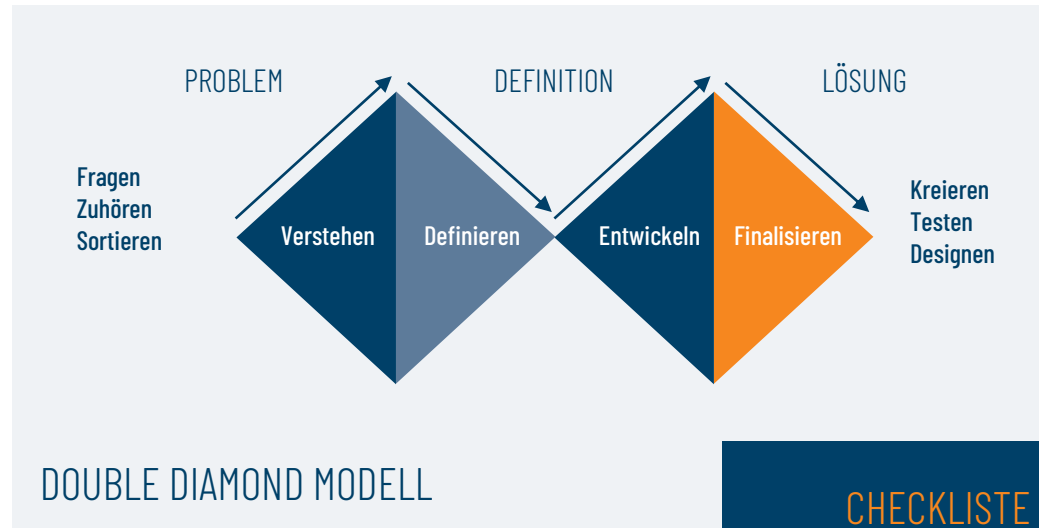 PROBLEM
DEFINITION
LÖSUNG
Fragen
Zuhören
Sortieren
Verstehen
Definieren
Entwickeln
Finalisieren
Kreieren
Testen
Designen
DOUBLE DIAMOND MODELL
CHECKLISTE